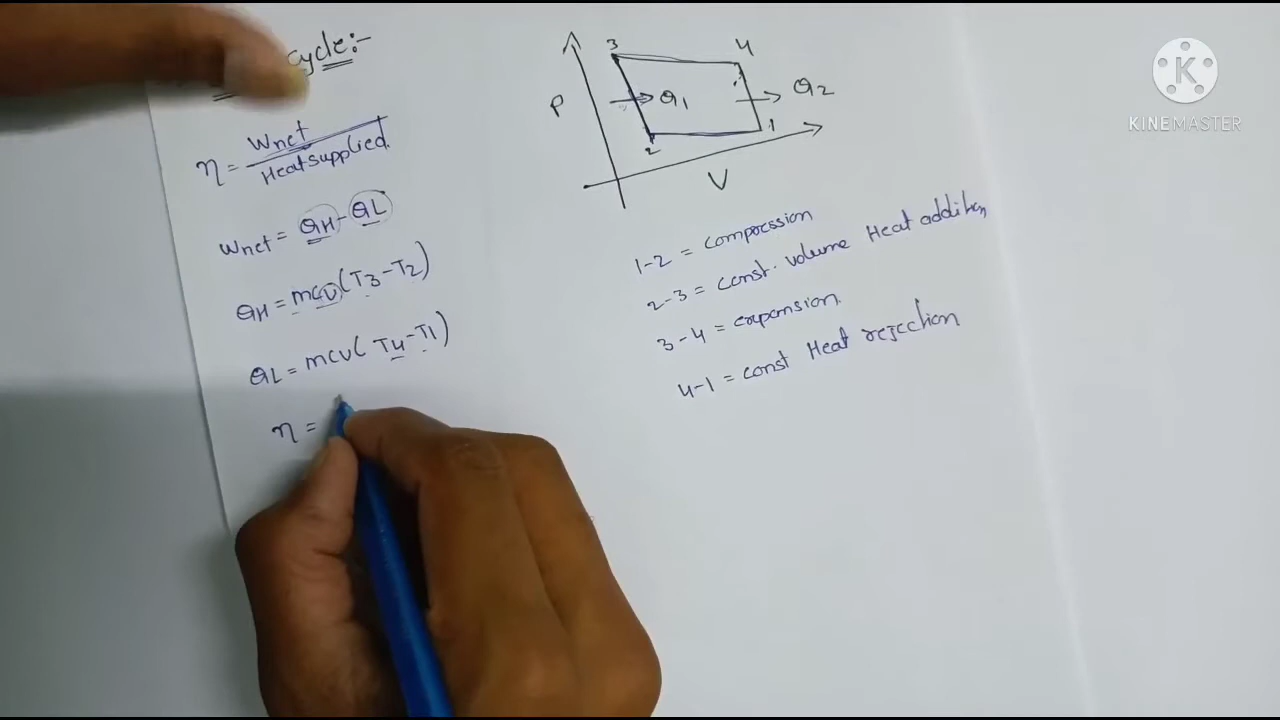 cycle:-
η = Wnet
Heat supplied.
Wnet = QH - QL
QH = mcv (T3 - T2)
QL = mcv ( T4 - T1 )
η =
3
4
P
Q1
Q2
2
1
V
1-2 = compression
2-3 = const. volume Heat addition
3-4 = expansion.
4-1 = const Heat rejection
K
KINEMASTER